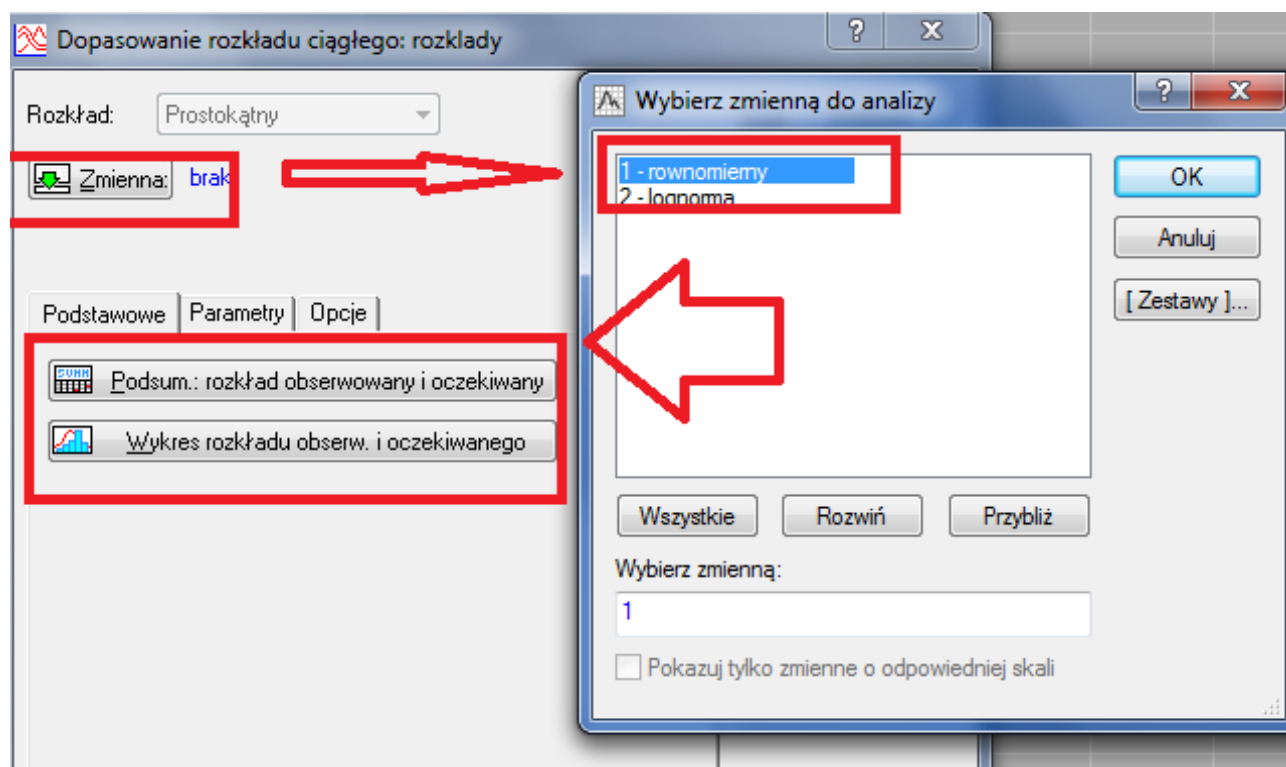 Dopasowanie rozkładu ciągłego: rozklady
Rozkład: Prostokątny
Zmienna: brak
Podstawowe Parametry Opcje
SUMM Podsum.: rozkład obserwowany i oczekiwany
Wykres rozkładu obserw. i oczekiwanego
Wybierz zmienną do analizy
1 - rownomierny
2 - lognorma
OK
Anuluj
[ Zestawy ]...
Wszystkie Rozwiń Przybliż
Wybierz zmienną:
1
Pokazuj tylko zmienne o odpowiedniej skali